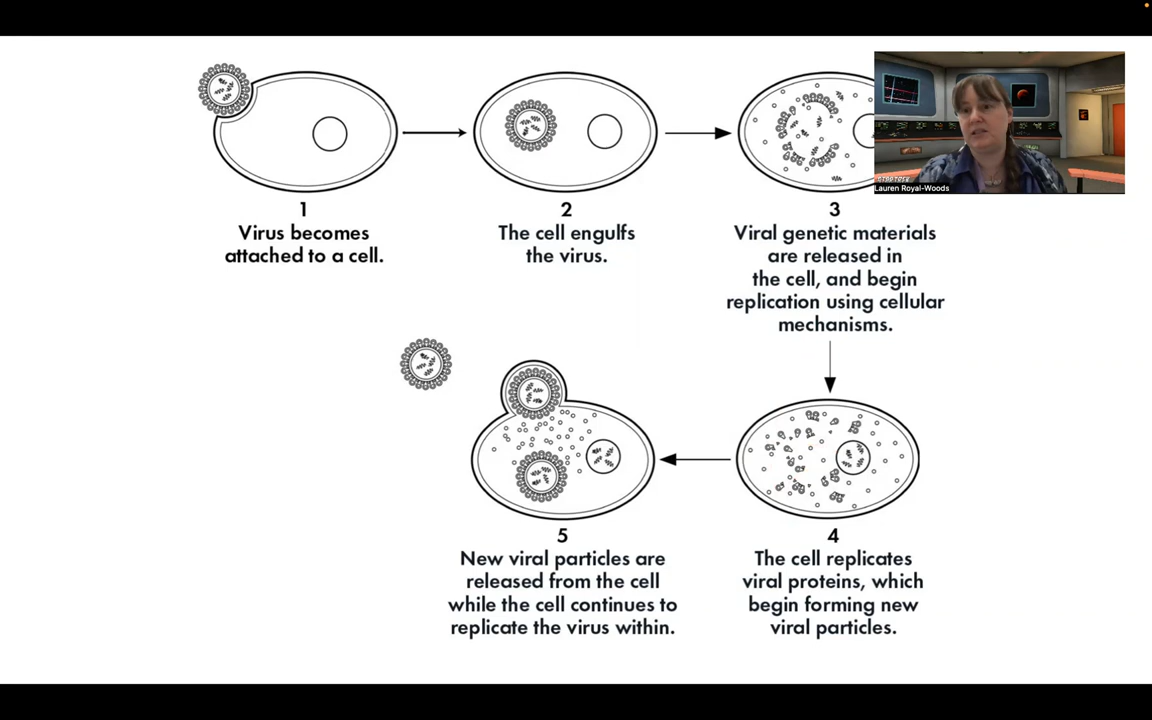 1
Virus becomes
attached to a cell.
2
The cell engulfs
the virus.
3
Viral genetic materials
are released in
the cell, and begin
replication using cellular
mechanisms.
STAR TREK
Lauren Royal-Woods
5
New viral particles are
released from the cell
while the cell continues to
replicate the virus within.
4
The cell replicates
viral proteins, which
begin forming new
viral particles.